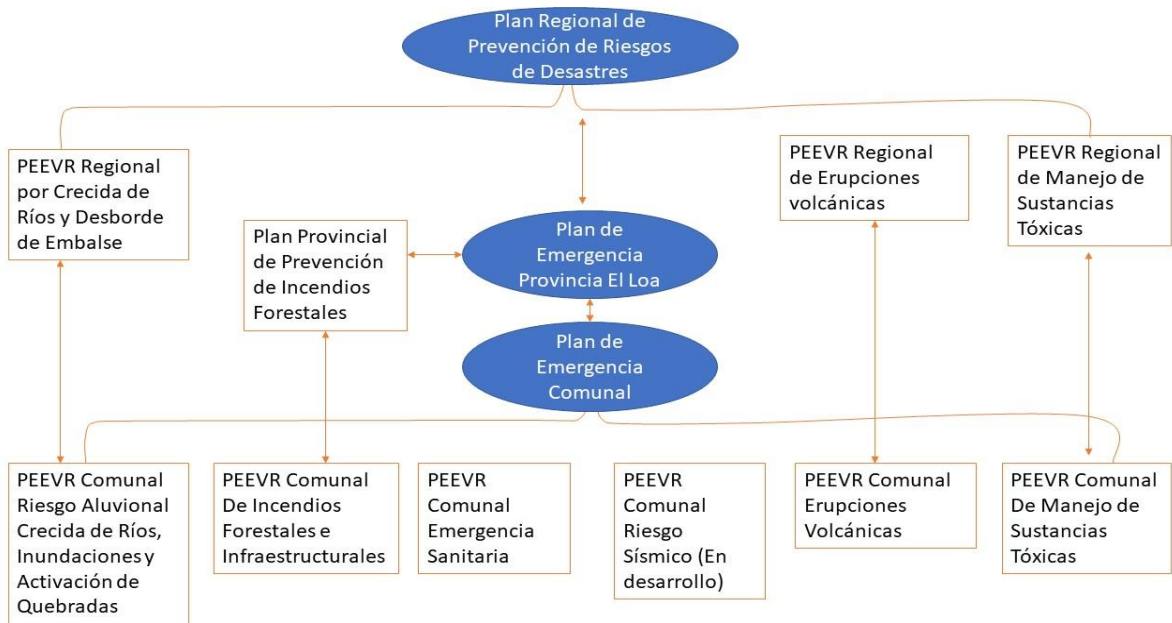 Plan Regional de
Prevención de Riesgos
de Desastres
PEEVR Regional
por Crecida de
Ríos y Desborde
de Embalse
PEEVR Regional
de Erupciones
volcánicas
PEEVR Regional
de Manejo de
Sustancias
Tóxicas
Plan Provincial
de Prevención
de Incendios
Forestales
Plan de
Emergencia
Provincia El Loa
Plan de
Emergencia
Comunal
PEEVR Comunal
Riesgo Aluvional
Crecida de Ríos,
Inundaciones y
Activación de
Quebradas
PEEVR Comunal
De Incendios
Forestales e
Infraestructurales
PEEVR
Comunal
Emergencia
Sanitaria
PEEVR
Comunal
Riesgo
Sísmico (En
desarrollo)
PEEVR Comunal
Erupciones
Volcánicas
PEEVR Comunal
De Manejo de
Sustancias
Tóxicas